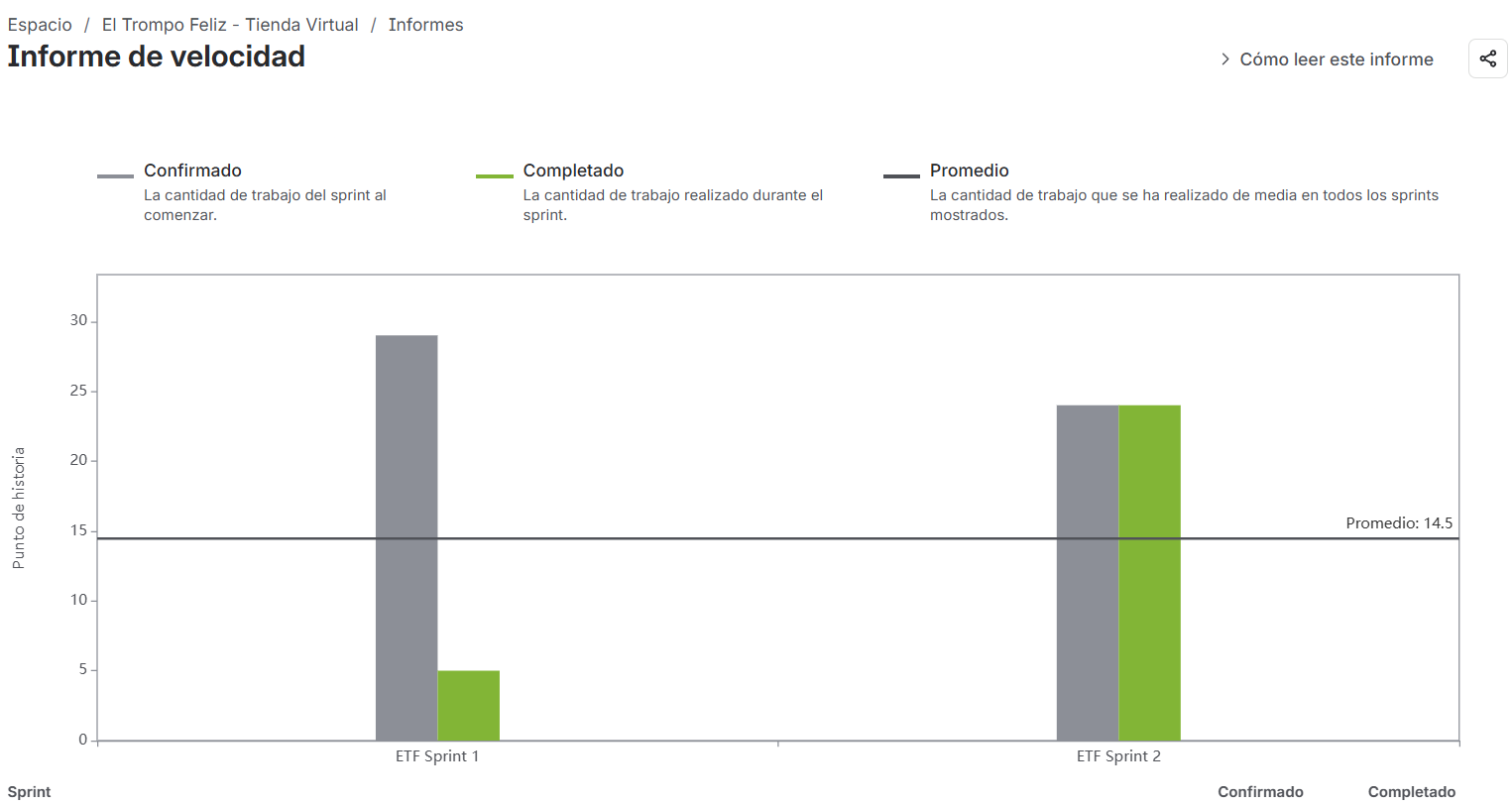 Espacio / El Trompo Feliz - Tienda Virtual / Informes
Informe de velocidad
Cómo leer este informe
Confirmado
La cantidad de trabajo del sprint al
comenzar.
Completado
La cantidad de trabajo realizado durante el
sprint.
Promedio
La cantidad de trabajo que se ha realizado de media en todos los sprints
mostrados.
Punto de historia
30
25
20
15
10
5
0
Promedio: 14.5
ETF Sprint 1
ETF Sprint 2
Sprint Confirmado Completado